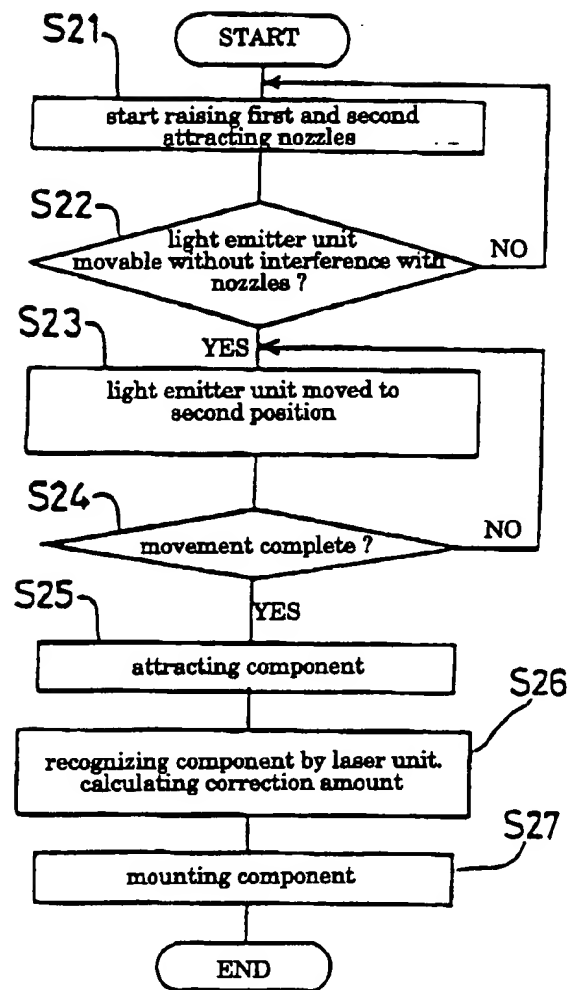 S21
START
start raising first and second
attracting nozzles
S22
light emitter unit
movable without interference with
nozzles ?
NO
S23
YES
light emitter unit moved to
second position
S24
movement complete ?
NO
S25
YES
attracting component
S26
recognizing component by laser unit.
calculating correction amount
S27
mounting component
END